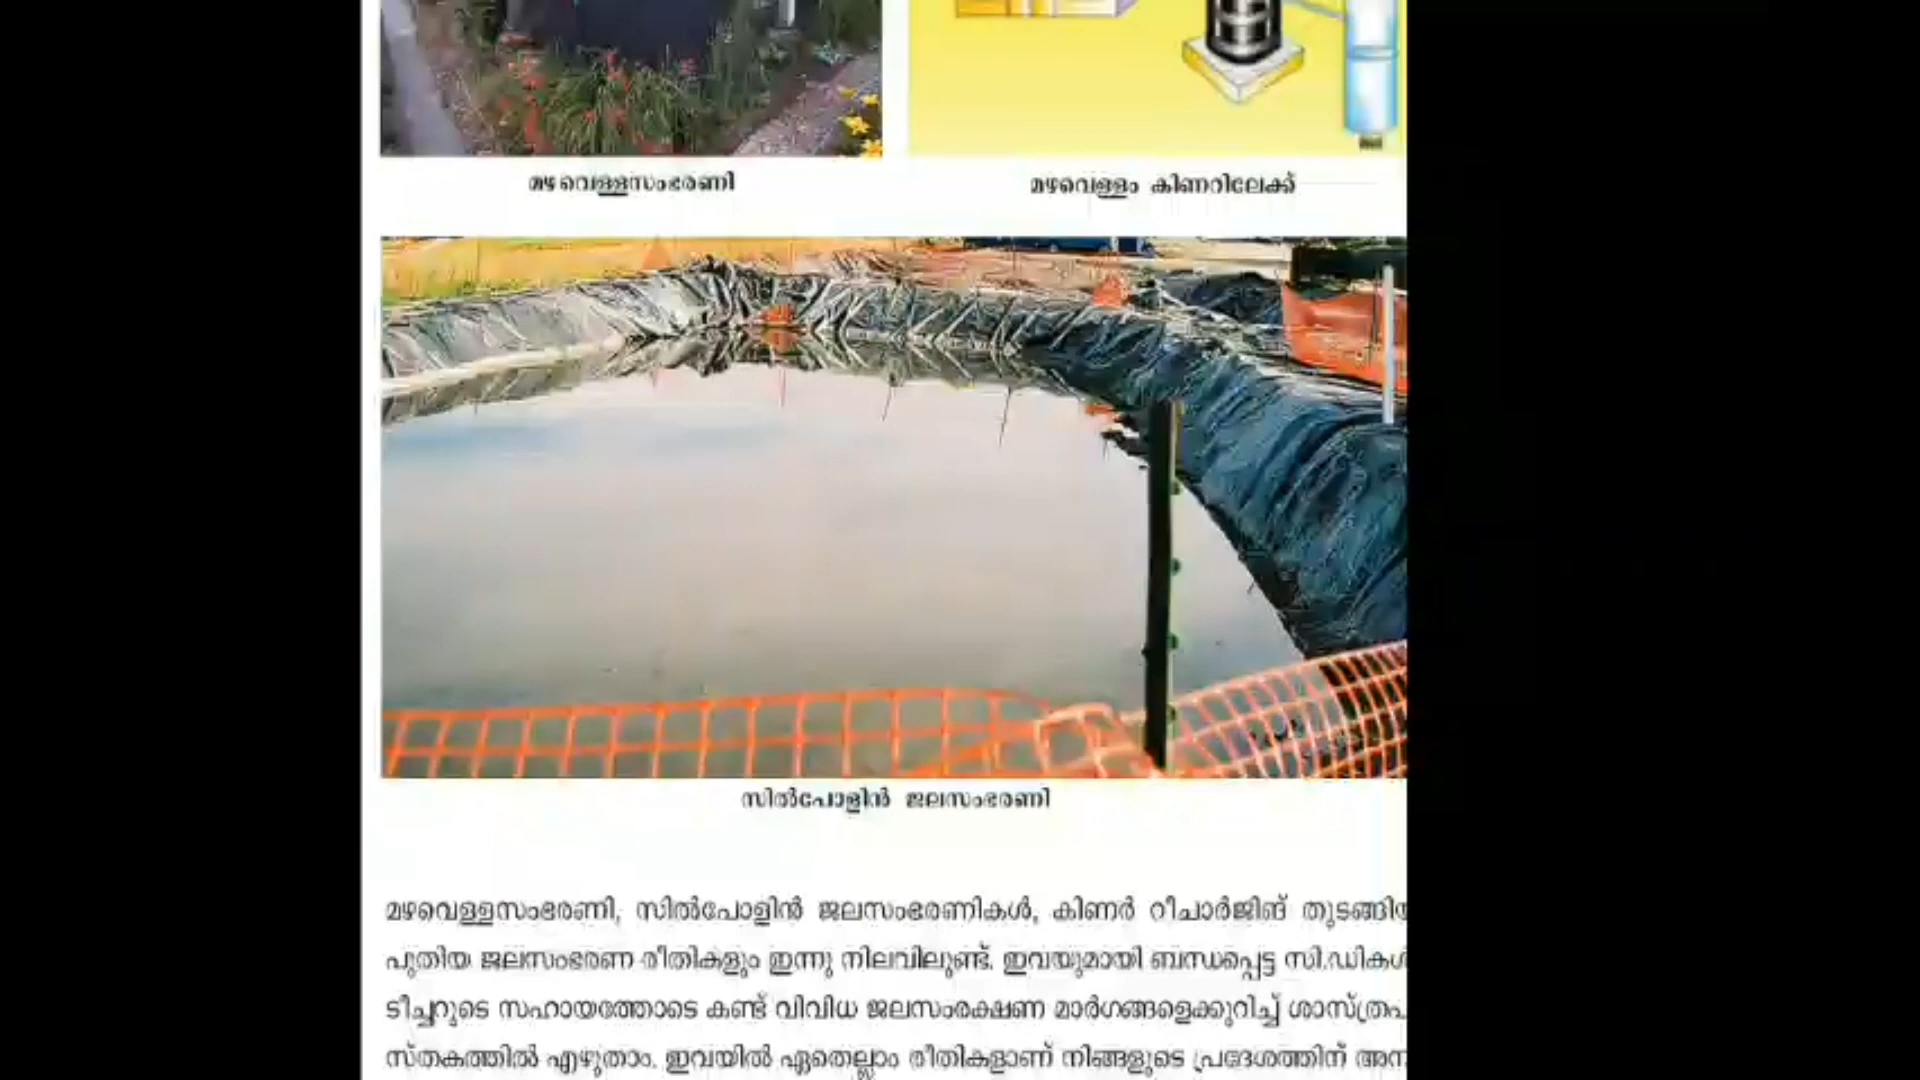 മഴവെള്ളസംഭരണി
മഴവെള്ളം കിണറിലേക്ക്
സിൽപോളിൻ ജലസംഭരണി
മഴവെള്ളസംഭരണി, സിൽപോളിൻ ജലസംഭരണികൾ, കിണർ റീചാർജിങ് തുടങ്ങിയ
പുതിയ ജലസംഭരണ രീതികളും ഇന്നു നിലവിലുണ്ട്. ഇവയുമായി ബന്ധപ്പെട്ട സി.ഡികൾ
ടീച്ചറുടെ സഹായത്തോടെ കണ്ട് വിവിധ ജലസംരക്ഷണ മാർഗങ്ങളെക്കുറിച്ച് ശാസ്ത്രപു
സ്തകത്തിൽ എഴുതാം. ഇവയിൽ ഏതെല്ലാം രീതികളാണ് നിങ്ങളുടെ പ്രദേശത്തിന്